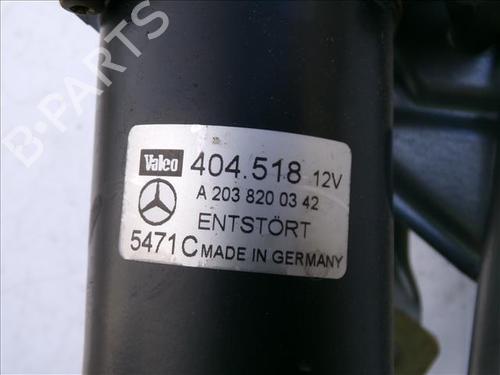 B-PARTS
Valeo 404.518 12V
A 203 820 03 42
ENTSTÖRT
5471C MADE IN GERMANY